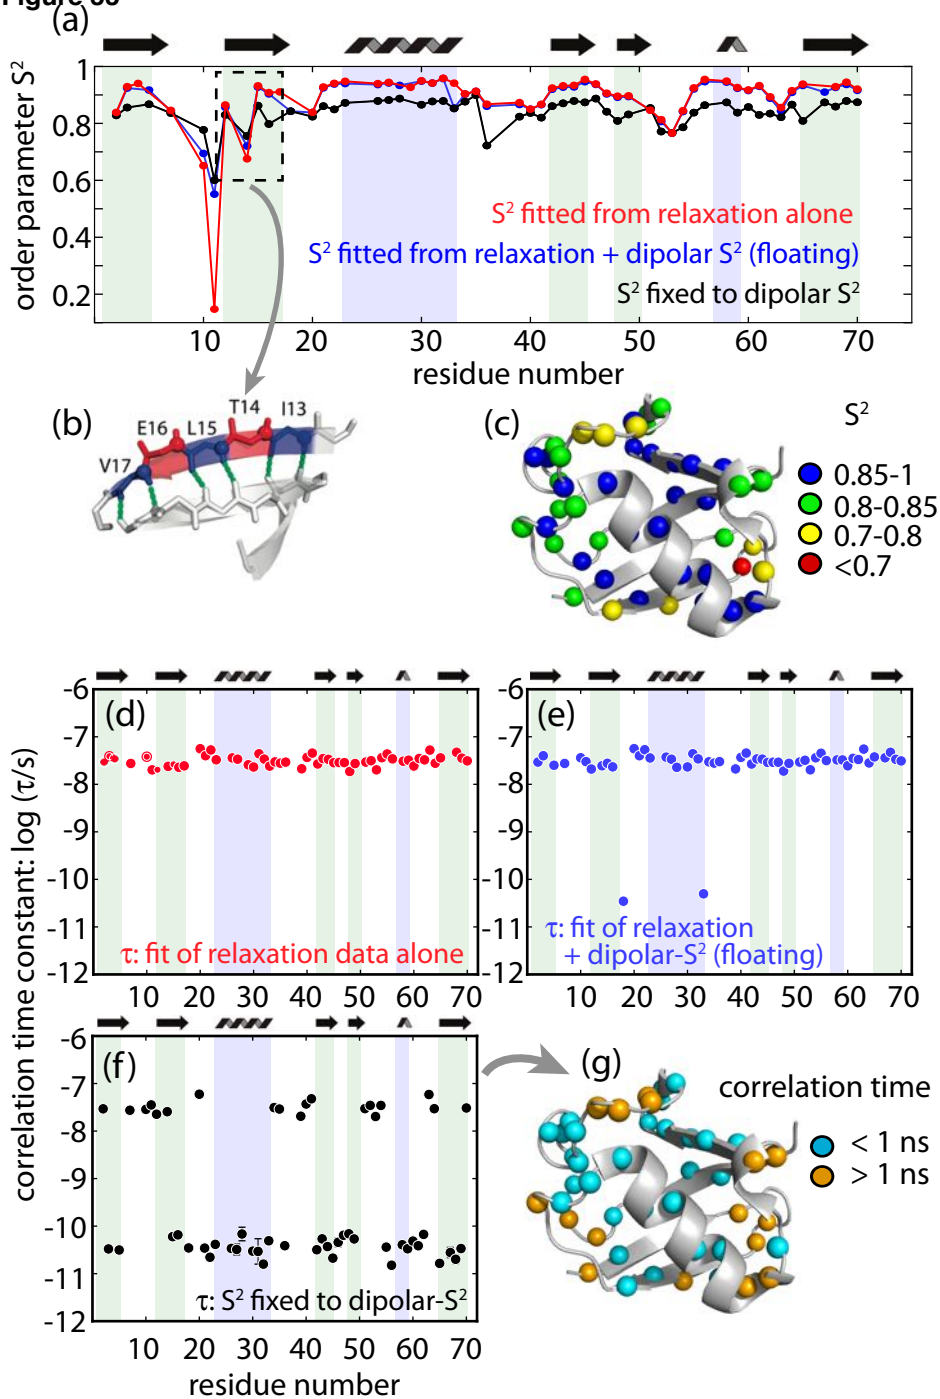 (a)
order parameter S²
1
0.8
0.6
0.4
0.2
S² fitted from relaxation alone
S² fitted from relaxation + dipolar S² (floating)
S² fixed to dipolar S²
10 20 30 40 50 60 70
residue number
(b)
V17 E16 L15 T14 I13
(c)
S²
0.85-1
0.8-0.85
0.7-0.8
<0.7
correlation time constant: log (τ/s)
(d)
-6
-7
-8
-9
-10
-11
-12
τ: fit of relaxation data alone
10 20 30 40 50 60 70
(e)
-6
-7
-8
-9
-10
-11
-12
τ: fit of relaxation
+ dipolar-S² (floating)
10 20 30 40 50 60 70
(f)
-6
-7
-8
-9
-10
-11
-12
τ: S² fixed to dipolar-S²
10 20 30 40 50 60 70
residue number
(g)
correlation time
< 1 ns
> 1 ns